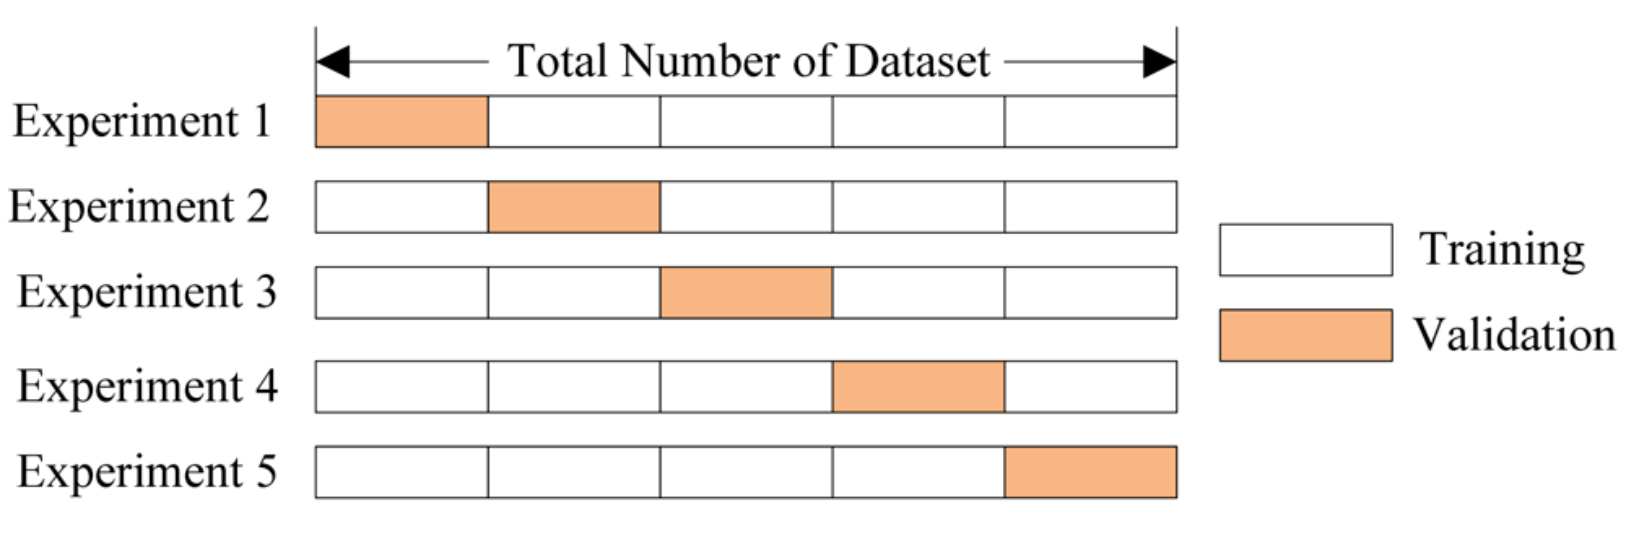 Total Number of Dataset
Experiment 1
Experiment 2
Experiment 3
Experiment 4
Experiment 5
Training
Validation